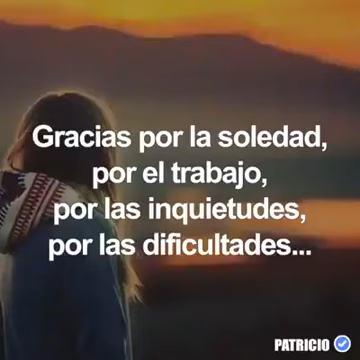 Gracias por la soledad,
por el trabajo,
por las inquietudes,
por las dificultades...
PATRICIO